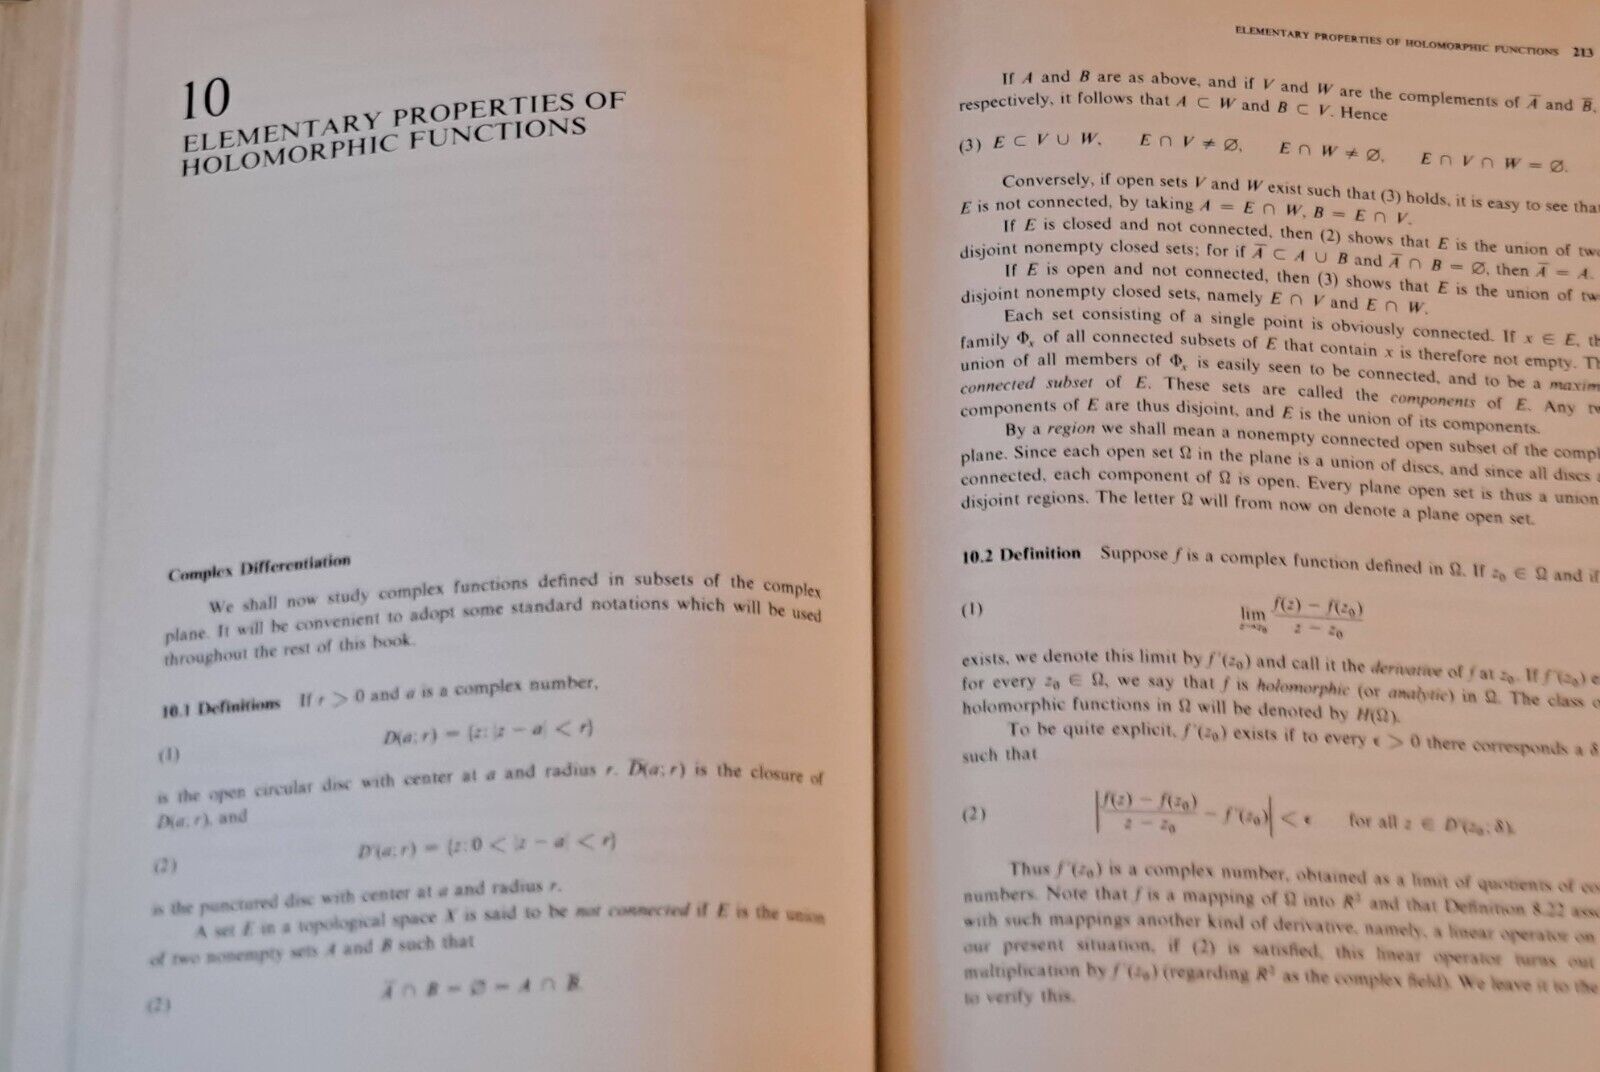 10
ELEMENTARY PROPERTIES OF
HOLOMORPHIC FUNCTIONS
Complex Differentiation
We shall now study complex functions defined in subsets of the complex
plane. It will be convenient to adopt some standard notations which will be used
throughout the rest of this book.
10.1 Definitions If r > 0 and a is a complex number,
(1) D(a; r) = {z: |z − a| < r}
is the open circular disc with center at a and radius r. D̅(a; r) is the closure of
D(a; r), and
(2) D′(a; r) = {z: 0 < |z − a| < r}
is the punctured disc with center at a and radius r.
A set E in a topological space X is said to be not connected if E is the union
of two nonempty sets A and B such that
(2) A̅ ∩ B = ∅ = A ∩ B̅.
ELEMENTARY PROPERTIES OF HOLOMORPHIC FUNCTIONS 213
If A and B are as above, and if V and W are the complements of A̅ and B̅,
respectively, it follows that A ⊂ W and B ⊂ V. Hence
(3) E ⊂ V ∪ W, E ∩ V ≠ ∅, E ∩ W ≠ ∅, E ∩ V ∩ W = ∅.
Conversely, if open sets V and W exist such that (3) holds, it is easy to see tha
E is not connected, by taking A = E ∩ W, B = E ∩ V.
If E is closed and not connected, then (2) shows that E is the union of tw
disjoint nonempty closed sets; for if A̅ ⊂ A ∪ B and A̅ ∩ B = ∅, then A̅ = A.
If E is open and not connected, then (3) shows that E is the union of tw
disjoint nonempty closed sets, namely E ∩ V and E ∩ W.
Each set consisting of a single point is obviously connected. If x ∈ E, th
family Φₓ of all connected subsets of E that contain x is therefore not empty. Th
union of all members of Φₓ is easily seen to be connected, and to be a maxim
connected subset of E. These sets are called the components of E. Any tw
components of E are thus disjoint, and E is the union of its components.
By a region we shall mean a nonempty connected open subset of the compl
plane. Since each open set Ω in the plane is a union of discs, and since all discs a
connected, each component of Ω is open. Every plane open set is thus a union
disjoint regions. The letter Ω will from now on denote a plane open set.
10.2 Definition Suppose f is a complex function defined in Ω. If z₀ ∈ Ω and if
(1) lim z→z₀ (f(z) − f(z₀)) / (z − z₀)
exists, we denote this limit by f′(z₀) and call it the derivative of f at z₀. If f′(z₀) e
for every z₀ ∈ Ω, we say that f is holomorphic (or analytic) in Ω. The class o
holomorphic functions in Ω will be denoted by H(Ω).
To be quite explicit, f′(z₀) exists if to every ε > 0 there corresponds a δ
such that
(2) |(f(z) − f(z₀)) / (z − z₀) − f′(z₀)| < ε for all z ∈ D′(z₀; δ).
Thus f′(z₀) is a complex number, obtained as a limit of quotients of co
numbers. Note that f is a mapping of Ω into R² and that Definition 8.22 asso
with such mappings another kind of derivative, namely, a linear operator on
our present situation, if (2) is satisfied, this linear operator turns out
multiplication by f′(z₀) (regarding R² as the complex field). We leave it to the
to verify this.